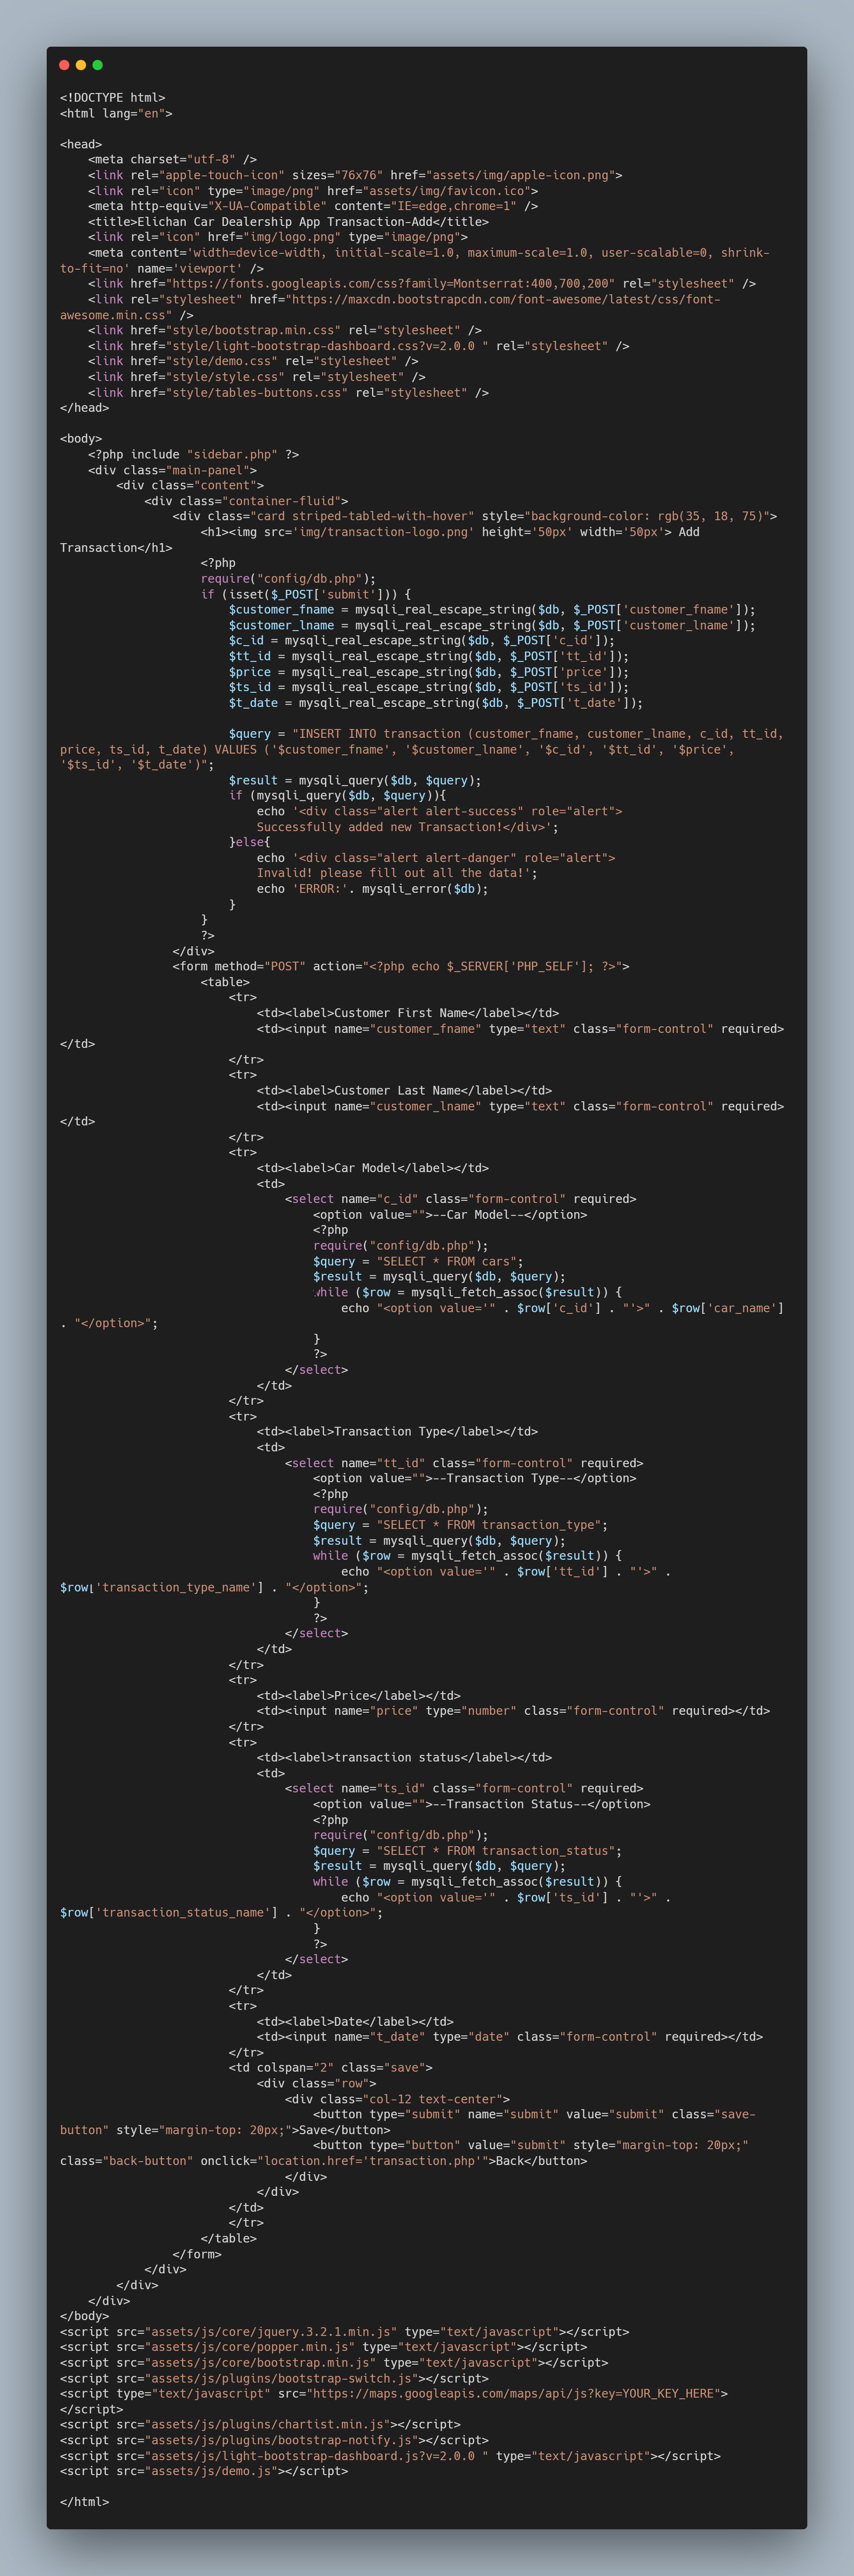 <!DOCTYPE html>
<html lang="en">

<head>
    <meta charset="utf-8" />
    <link rel="apple-touch-icon" sizes="76x76" href="assets/img/apple-icon.png">
    <link rel="icon" type="image/png" href="assets/img/favicon.ico">
    <meta http-equiv="X-UA-Compatible" content="IE=edge,chrome=1" />
    <title>Elichan Car Dealership App Transaction-Add</title>
    <link rel="icon" href="img/logo.png" type="image/png">
    <meta content='width=device-width, initial-scale=1.0, maximum-scale=1.0, user-scalable=0, shrink-
to-fit=no' name='viewport' />
    <link href="https://fonts.googleapis.com/css?family=Montserrat:400,700,200" rel="stylesheet" />
    <link rel="stylesheet" href="https://maxcdn.bootstrapcdn.com/font-awesome/latest/css/font-
awesome.min.css" />
    <link href="style/bootstrap.min.css" rel="stylesheet" />
    <link href="style/light-bootstrap-dashboard.css?v=2.0.0 " rel="stylesheet" />
    <link href="style/demo.css" rel="stylesheet" />
    <link href="style/style.css" rel="stylesheet" />
    <link href="style/tables-buttons.css" rel="stylesheet" />
</head>

<body>
    <?php include "sidebar.php" ?>
    <div class="main-panel">
        <div class="content">
            <div class="container-fluid">
                <div class="card striped-tabled-with-hover" style="background-color: rgb(35, 18, 75)">
                    <h1><img src='img/transaction-logo.png' height='50px' width='50px'> Add
Transaction</h1>
                    <?php
                    require("config/db.php");
                    if (isset($_POST['submit'])) {
                        $customer_fname = mysqli_real_escape_string($db, $_POST['customer_fname']);
                        $customer_lname = mysqli_real_escape_string($db, $_POST['customer_lname']);
                        $c_id = mysqli_real_escape_string($db, $_POST['c_id']);
                        $tt_id = mysqli_real_escape_string($db, $_POST['tt_id']);
                        $price = mysqli_real_escape_string($db, $_POST['price']);
                        $ts_id = mysqli_real_escape_string($db, $_POST['ts_id']);
                        $t_date = mysqli_real_escape_string($db, $_POST['t_date']);

                        $query = "INSERT INTO transaction (customer_fname, customer_lname, c_id, tt_id,
price, ts_id, t_date) VALUES ('$customer_fname', '$customer_lname', '$c_id', '$tt_id', '$price',
'$ts_id', '$t_date')";
                        $result = mysqli_query($db, $query);
                        if (mysqli_query($db, $query)){
                            echo '<div class="alert alert-success" role="alert">
                            Successfully added new Transaction!</div>';
                        }else{
                            echo '<div class="alert alert-danger" role="alert">
                            Invalid! please fill out all the data!';
                            echo 'ERROR:'. mysqli_error($db);
                        }
                    }
                    ?>
                </div>
                <form method="POST" action="<?php echo $_SERVER['PHP_SELF']; ?>">
                    <table>
                        <tr>
                            <td><label>Customer First Name</label></td>
                            <td><input name="customer_fname" type="text" class="form-control" required>
</td>
                        </tr>
                        <tr>
                            <td><label>Customer Last Name</label></td>
                            <td><input name="customer_lname" type="text" class="form-control" required>
</td>
                        </tr>
                        <tr>
                            <td><label>Car Model</label></td>
                            <td>
                                <select name="c_id" class="form-control" required>
                                    <option value="">--Car Model--</option>
                                    <?php
                                    require("config/db.php");
                                    $query = "SELECT * FROM cars";
                                    $result = mysqli_query($db, $query);
                                    while ($row = mysqli_fetch_assoc($result)) {
                                        echo "<option value='" . $row['c_id'] . "'>" . $row['car_name']
. "</option>";
                                    }
                                    ?>
                                </select>
                            </td>
                        </tr>
                        <tr>
                            <td><label>Transaction Type</label></td>
                            <td>
                                <select name="tt_id" class="form-control" required>
                                    <option value="">--Transaction Type--</option>
                                    <?php
                                    require("config/db.php");
                                    $query = "SELECT * FROM transaction_type";
                                    $result = mysqli_query($db, $query);
                                    while ($row = mysqli_fetch_assoc($result)) {
                                        echo "<option value='" . $row['tt_id'] . "'>" .
$row['transaction_type_name'] . "</option>";
                                    }
                                    ?>
                                </select>
                            </td>
                        </tr>
                        <tr>
                            <td><label>Price</label></td>
                            <td><input name="price" type="number" class="form-control" required></td>
                        </tr>
                        <tr>
                            <td><label>transaction status</label></td>
                            <td>
                                <select name="ts_id" class="form-control" required>
                                    <option value="">--Transaction Status--</option>
                                    <?php
                                    require("config/db.php");
                                    $query = "SELECT * FROM transaction_status";
                                    $result = mysqli_query($db, $query);
                                    while ($row = mysqli_fetch_assoc($result)) {
                                        echo "<option value='" . $row['ts_id'] . "'>" .
$row['transaction_status_name'] . "</option>";
                                    }
                                    ?>
                                </select>
                            </td>
                        </tr>
                        <tr>
                            <td><label>Date</label></td>
                            <td><input name="t_date" type="date" class="form-control" required></td>
                        </tr>
                        <td colspan="2" class="save">
                            <div class="row">
                                <div class="col-12 text-center">
                                    <button type="submit" name="submit" value="submit" class="save-
button" style="margin-top: 20px;">Save</button>
                                    <button type="button" value="submit" style="margin-top: 20px;"
class="back-button" onclick="location.href='transaction.php'">Back</button>
                                </div>
                            </div>
                        </td>
                        </tr>
                    </table>
                </form>
            </div>
        </div>
    </div>
</body>
<script src="assets/js/core/jquery.3.2.1.min.js" type="text/javascript"></script>
<script src="assets/js/core/popper.min.js" type="text/javascript"></script>
<script src="assets/js/core/bootstrap.min.js" type="text/javascript"></script>
<script src="assets/js/plugins/bootstrap-switch.js"></script>
<script type="text/javascript" src="https://maps.googleapis.com/maps/api/js?key=YOUR_KEY_HERE">
</script>
<script src="assets/js/plugins/chartist.min.js"></script>
<script src="assets/js/plugins/bootstrap-notify.js"></script>
<script src="assets/js/light-bootstrap-dashboard.js?v=2.0.0 " type="text/javascript"></script>
<script src="assets/js/demo.js"></script>

</html>